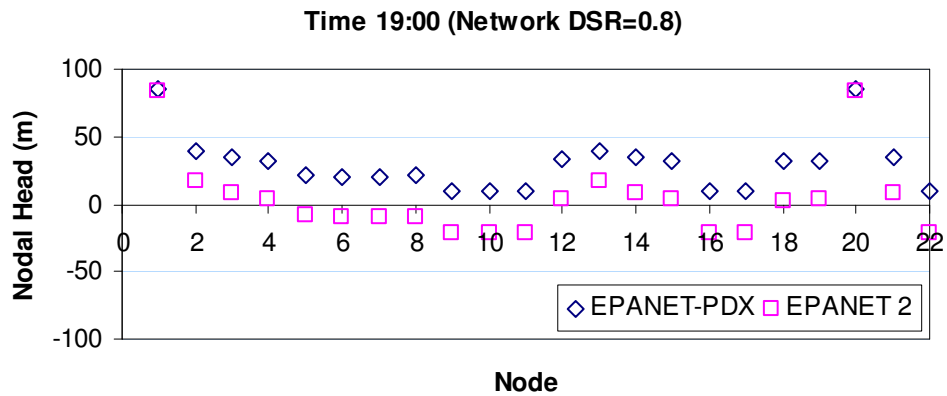 Time 19:00 (Network DSR=0.8)
100
50
0
-50
-100
Nodal Head (m)
0 2 4 6 8 10 12 14 16 18 20 22
EPANET-PDX EPANET 2
Node